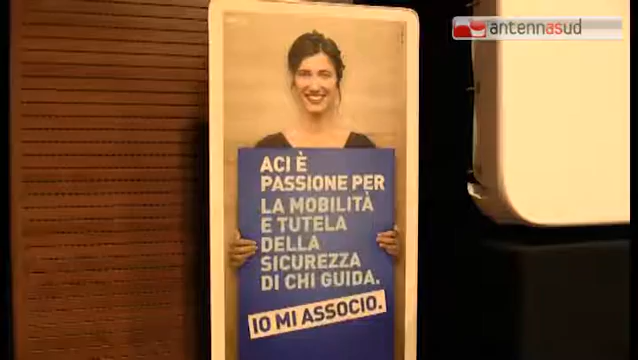 antennasud
ACI È
PASSIONE PER
LA MOBILITÀ
E TUTELA
DELLA
SICUREZZA
DI CHI GUIDA.
IO MI ASSOCIO.